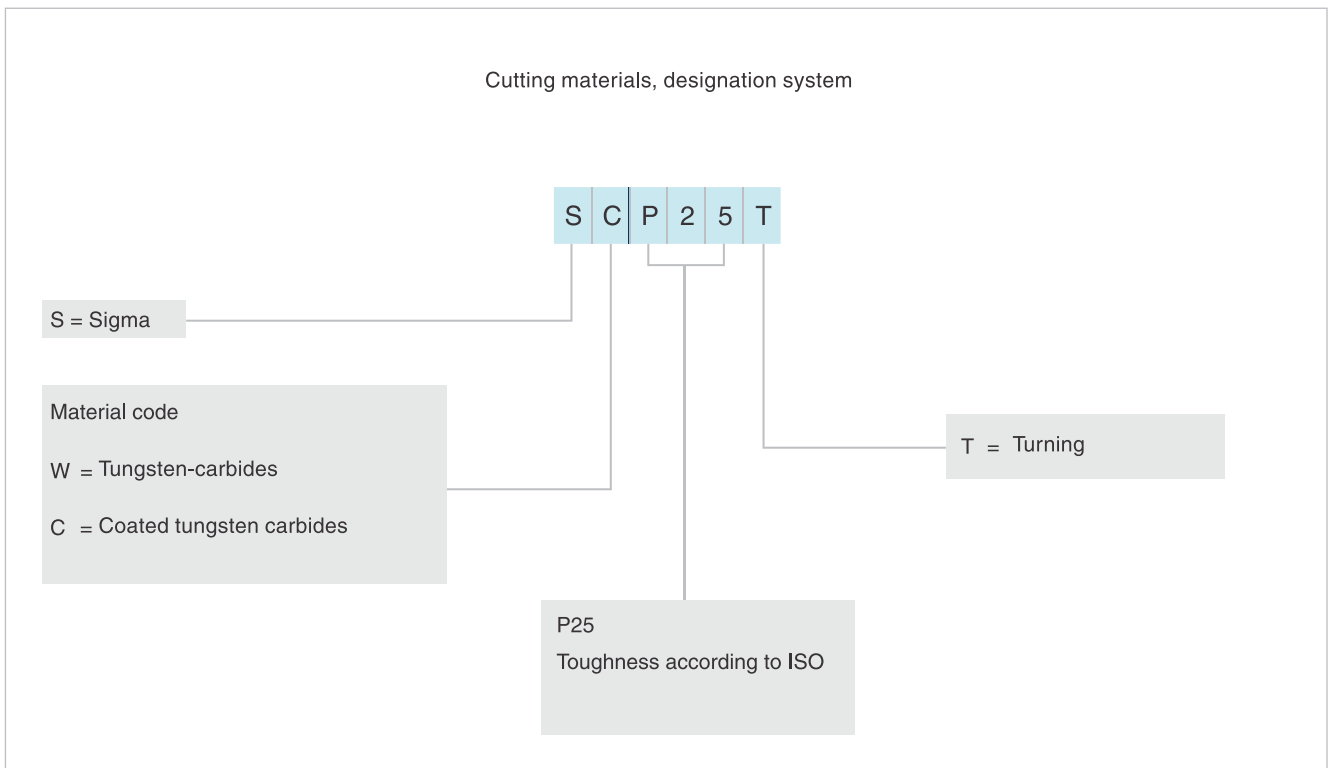 Cutting materials, designation system
S C P 2 5 T
S = Sigma
Material code
W = Tungsten-carbides
C = Coated tungsten carbides
T = Turning
P25
Toughness according to ISO